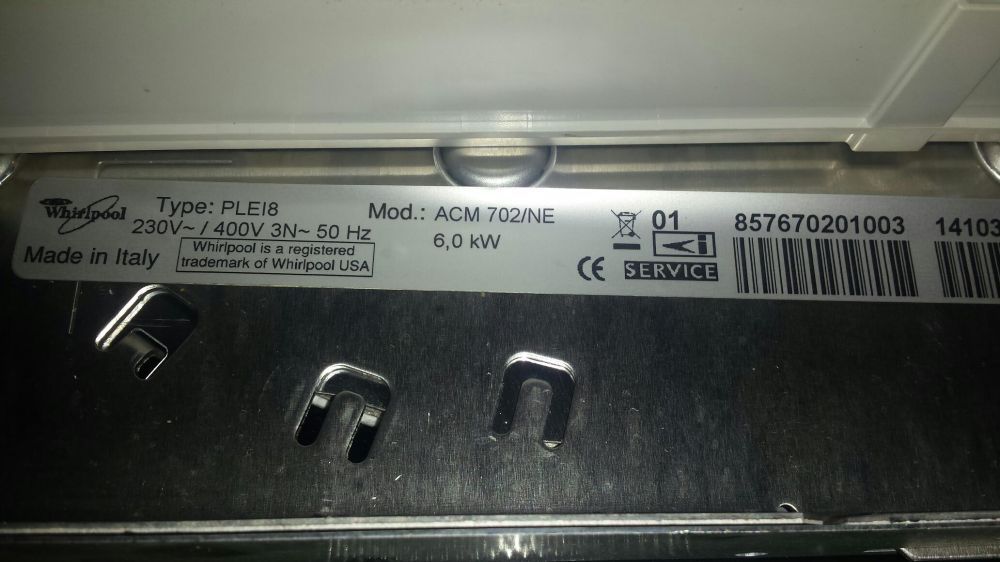 Whirlpool
Type: PLEI8
Mod.: ACM 702/NE
230V~ / 400V 3N~ 50 Hz
6,0 kW
Made in Italy
Whirlpool is a registered
trademark of Whirlpool USA
CE
01
SERVICE
857670201003
14103